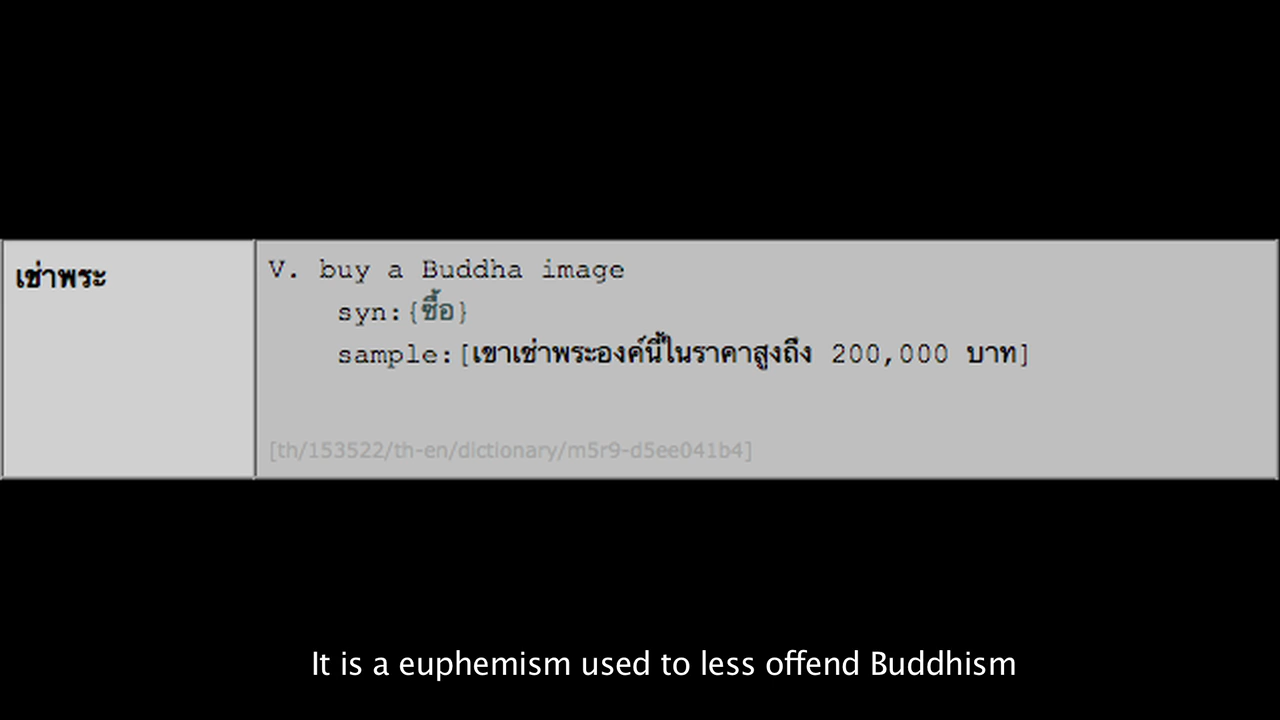 เช่าพระ
V. buy a Buddha image
syn:{ซื้อ}
sample:[เขาเช่าพระองค์นี้ในราคาสูงถึง 200,000 บาท]
[th/153522/th-en/dictionary/m5r9-d5ee041b4]
It is a euphemism used to less offend Buddhism